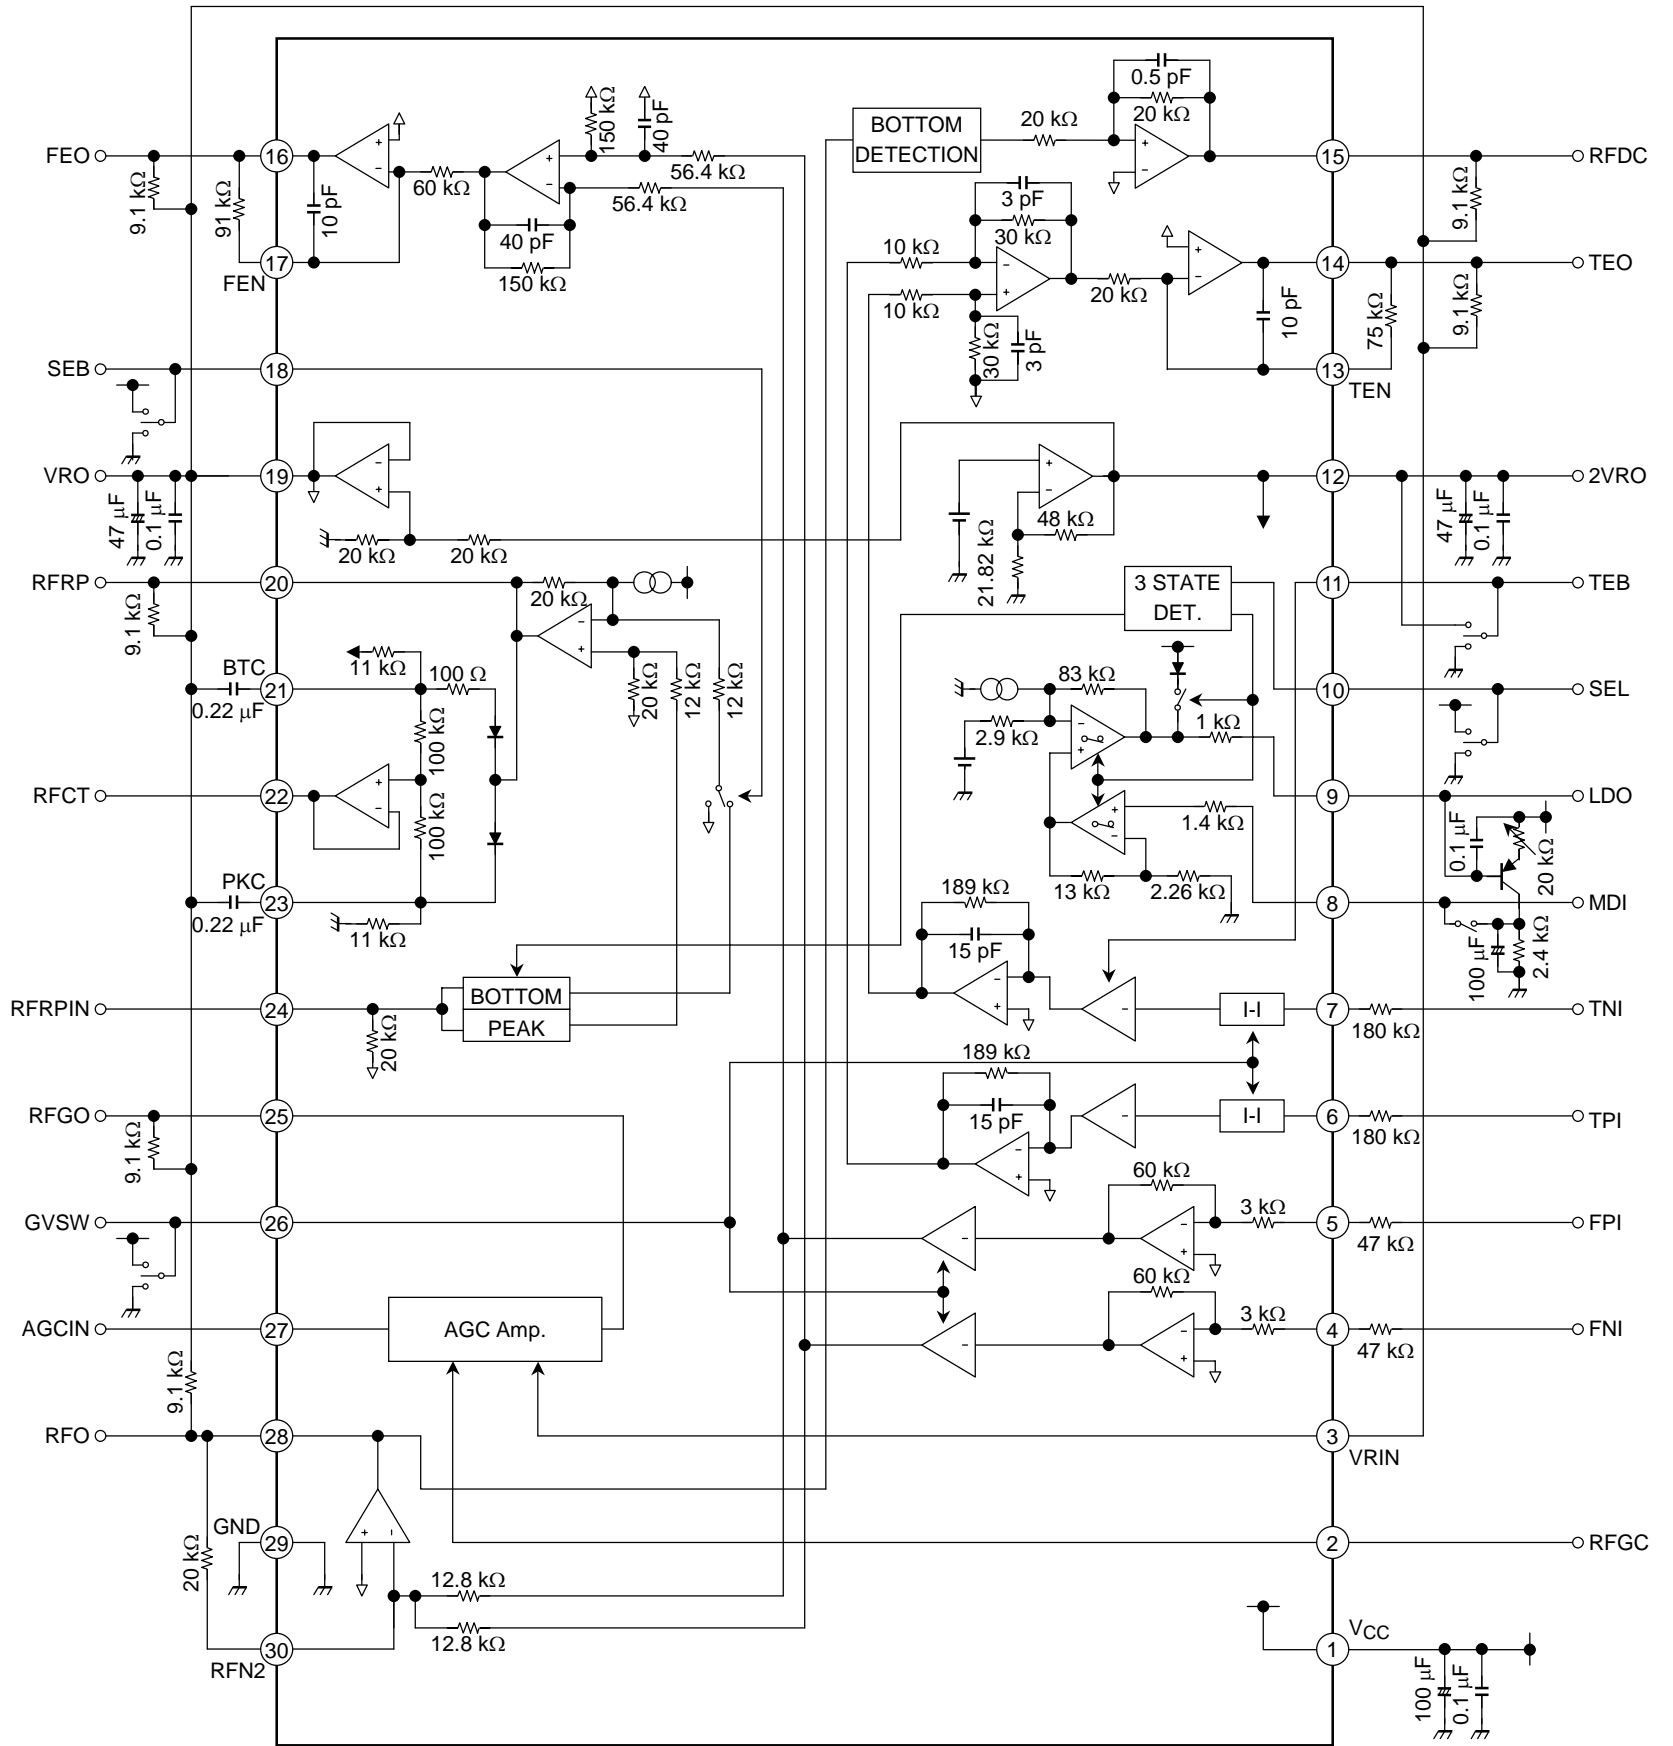 0.5 pF
20 kΩ
150 kΩ
40 pF
20 kΩ
BOTTOM
DETECTION
FEO
16
15
RFDC
9.1 kΩ
91 kΩ
10 pF
60 kΩ
56.4 kΩ
56.4 kΩ
40 pF
150 kΩ
3 pF
30 kΩ
9.1 kΩ
17
FEN
10 kΩ
10 kΩ
20 kΩ
10 pF
14
TEO
75 kΩ
9.1 kΩ
30 kΩ
3 pF
SEB
18
13
TEN
VRO
19
12
2VRO
47 µF
0.1 µF
20 kΩ
20 kΩ
48 kΩ
21.82 kΩ
47 µF
0.1 µF
RFRP
20
20 kΩ
3 STATE
DET.
11
TEB
9.1 kΩ
11 kΩ
BTC
21
0.22 µF
100 Ω
20 kΩ
12 kΩ
12 kΩ
83 kΩ
10
SEL
100 kΩ
2.9 kΩ
1 kΩ
RFCT
22
100 kΩ
9
LDO
1.4 kΩ
0.1 µF
20 kΩ
13 kΩ
2.26 kΩ
PKC
23
0.22 µF
11 kΩ
189 kΩ
15 pF
8
MDI
100 µF
2.4 kΩ
RFRPIN
24
20 kΩ
BOTTOM
PEAK
I-I
7
180 kΩ
TNI
189 kΩ
15 pF
RFGO
25
9.1 kΩ
I-I
6
180 kΩ
TPI
60 kΩ
3 kΩ
GVSW
26
5
47 kΩ
FPI
60 kΩ
3 kΩ
AGCIN
27
AGC Amp.
4
47 kΩ
FNI
9.1 kΩ
RFO
28
3
VRIN
GND
29
2
RFGC
20 kΩ
12.8 kΩ
12.8 kΩ
30
RFN2
1
VCC
100 µF
0.1 µF